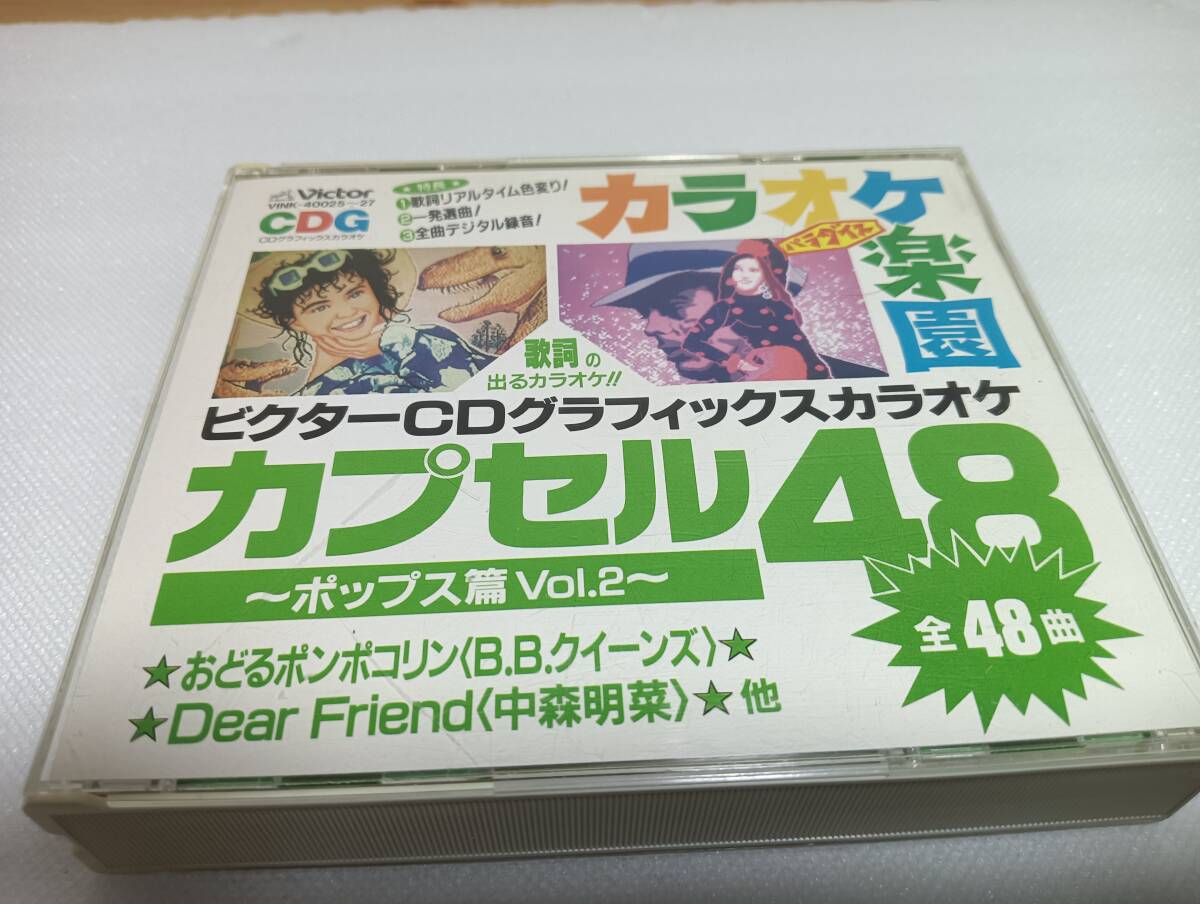 Victor
VINK-40025~27
CDG
CDグラフィックスカラオケ
★特長★
①歌詞リアルタイム色変り!
②一発選曲!
③全曲デジタル録音!
カラオケ
パラダイス
楽園
歌詞の
出るカラオケ!!
ビクターCDグラフィックスカラオケ
カプセル48
～ポップス篇 Vol.2～
全48曲
★おどるポンポコリン〈B.B.クイーンズ〉★
★Dear Friend〈中森明菜〉★他